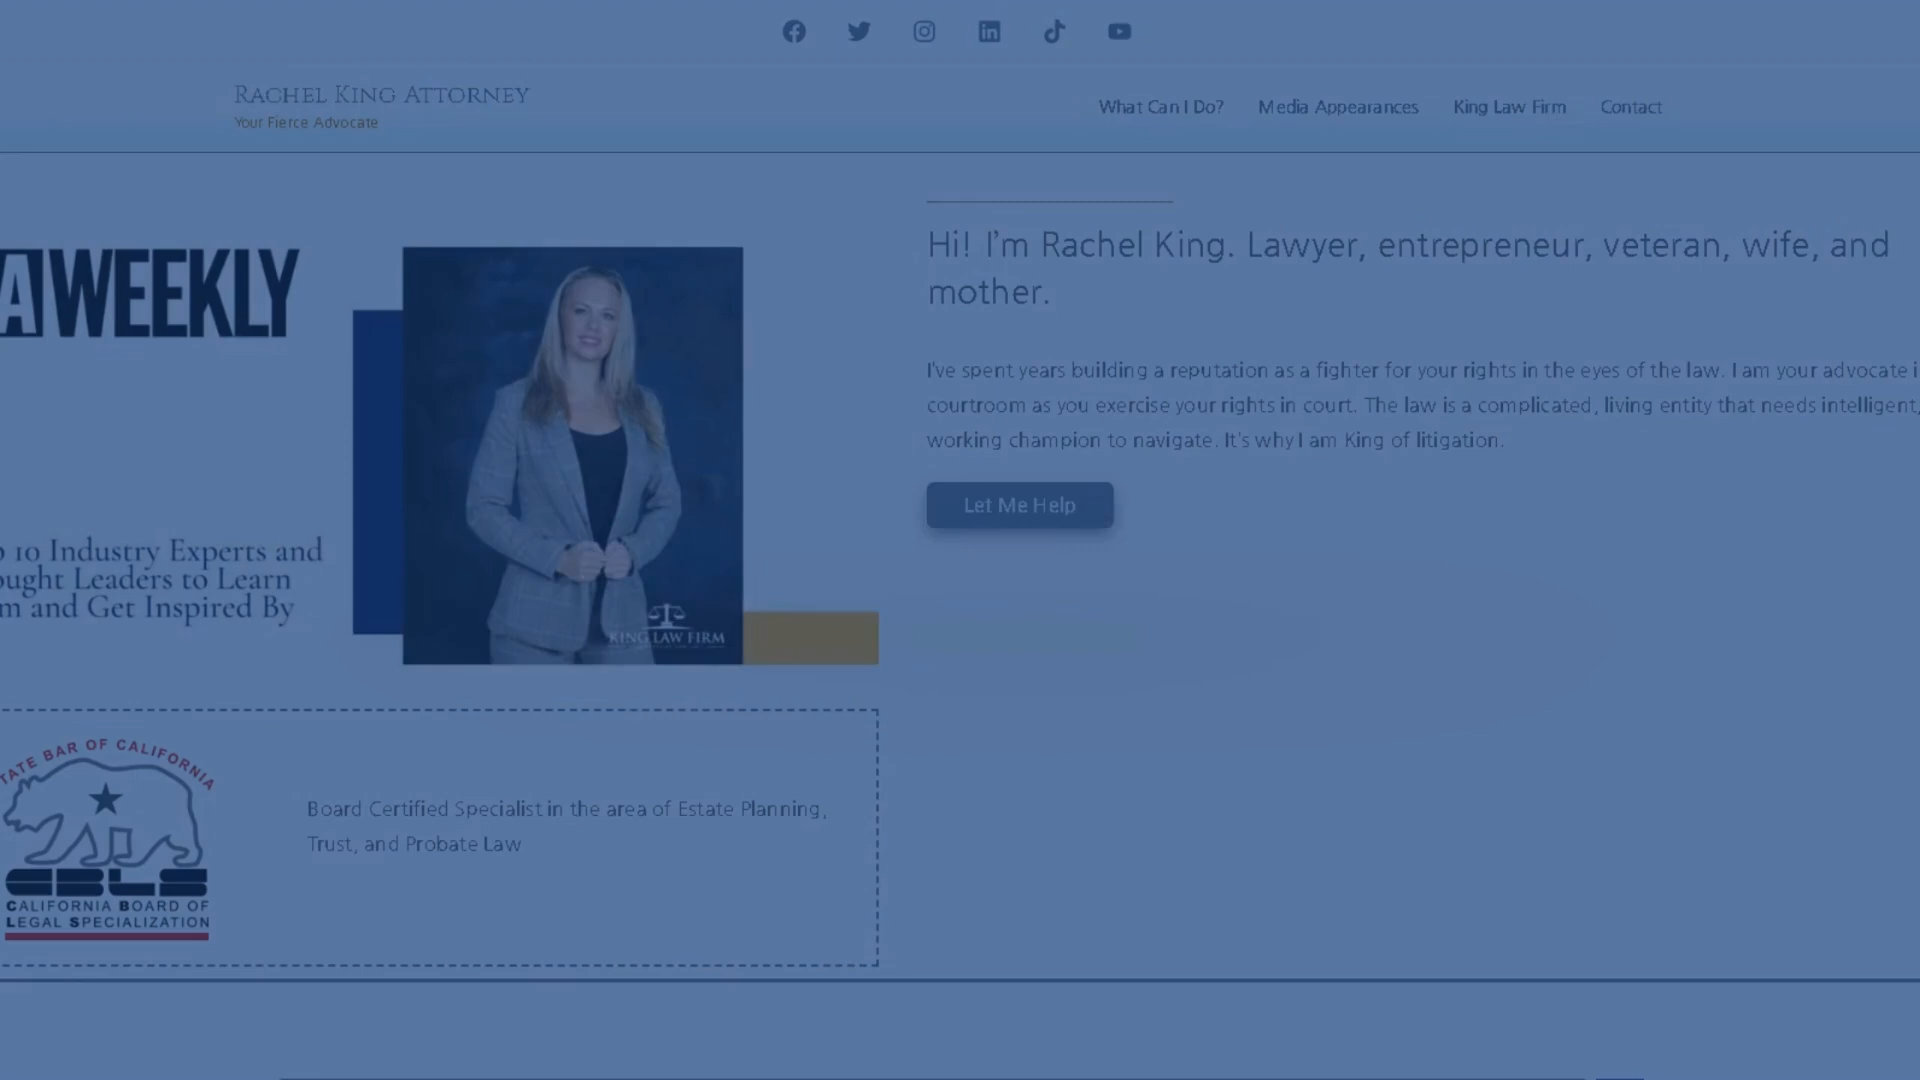 RACHEL KING ATTORNEY
Your Fierce Advocate
What Can I Do?
Media Appearances
King Law Firm
Contact
A WEEKLY
10 Industry Experts and
Leaders to Learn
and Get Inspired By
KING LAW FIRM
Hi! I'm Rachel King. Lawyer, entrepreneur, veteran, wife, and
mother.
I've spent years building a reputation as a fighter for your rights in the eyes of the law. I am your advocate i
courtroom as you exercise your rights in court. The law is a complicated, living entity that needs intelligent,
working champion to navigate. It's why I am King of litigation.
Let Me Help
TATE BAR OF CALIFORNIA
CBLS
CALIFORNIA BOARD OF
LEGAL SPECIALIZATION
Board Certified Specialist in the area of Estate Planning,
Trust, and Probate Law